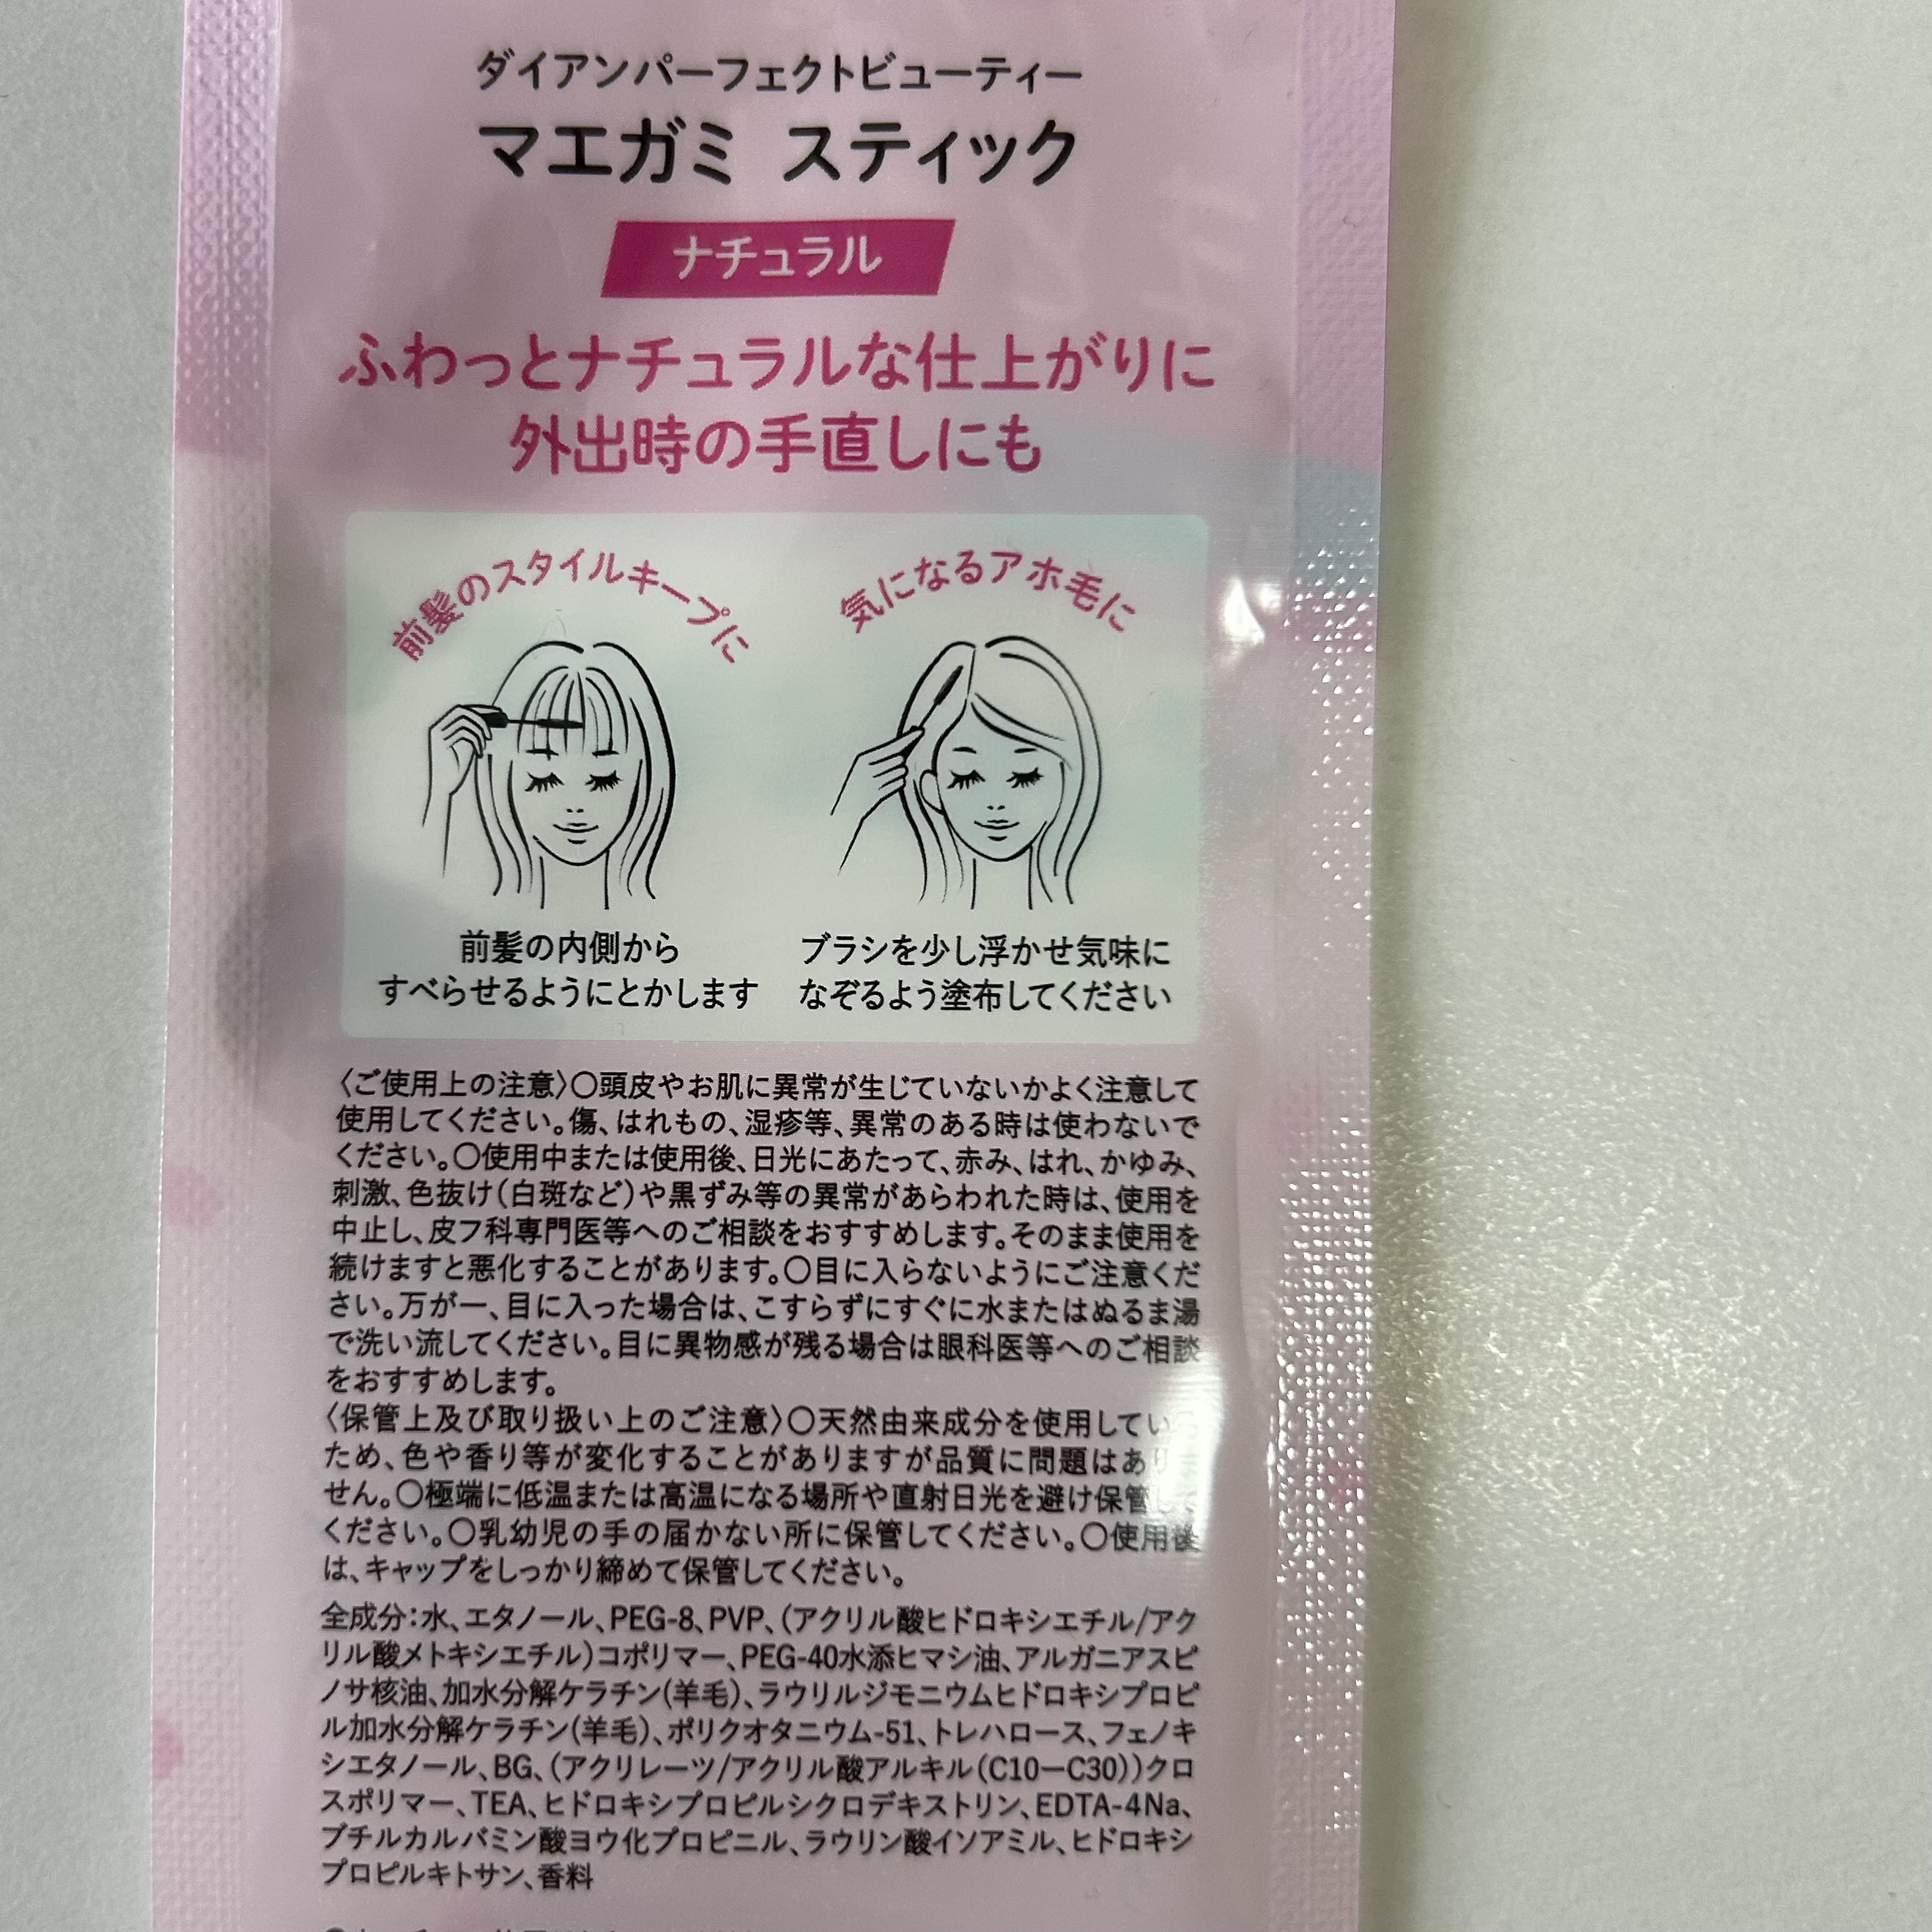 ダイアンパーフェクトビューティー
マエガミ スティック
ナチュラル
ふわっとナチュラルな仕上がりに
外出時の手直しにも
前髪のスタイルキープに
前髪の内側から
すべらせるようにとかします
気になるアホ毛に
ブラシを少し浮かせ気味に
なぞるよう塗布してください
〈ご使用上の注意〉〇頭皮やお肌に異常が生じていないかよく注意して
使用してください。傷、はれもの、湿疹等、異常のある時は使わないで
ください。〇使用中または使用後、日光にあたって、赤み、はれ、かゆみ、
刺激、色抜け(白斑など)や黒ずみ等の異常があらわれた時は、使用を
中止し、皮フ科専門医等へのご相談をおすすめします。そのまま使用を
続けますと悪化することがあります。〇目に入らないようにご注意くだ
さい。万が一、目に入った場合は、こすらずにすぐに水またはぬるま湯
で洗い流してください。目に異物感が残る場合は眼科医等へのご相談
をおすすめします。
〈保管上及び取り扱い上のご注意〉〇天然由来成分を使用してい
ため、色や香り等が変化することがありますが品質に問題はあり
せん。〇極端に低温または高温になる場所や直射日光を避け保管して
ください。〇乳幼児の手の届かない所に保管してください。〇使用後
は、キャップをしっかり締めて保管してください。
全成分:水、エタノール、PEG-8、PVP、(アクリル酸ヒドロキシエチル/アク
リル酸メトキシエチル)コポリマー、PEG-40水添ヒマシ油、アルガニアスピ
ノサ核油、加水分解ケラチン(羊毛)、ラウリルジモニウムヒドロキシプロピ
ル加水分解ケラチン(羊毛)、ポリクオタニウム-51、トレハロース、フェノキ
シエタノール、BG、(アクリレーツ/アクリル酸アルキル(C10ーC30))クロ
スポリマー、TEA、ヒドロキシプロピルシクロデキストリン、EDTA-4Na、
ブチルカルバミン酸ヨウ化プロピニル、ラウリン酸イソアミル、ヒドロキシ
プロピルキトサン、香料